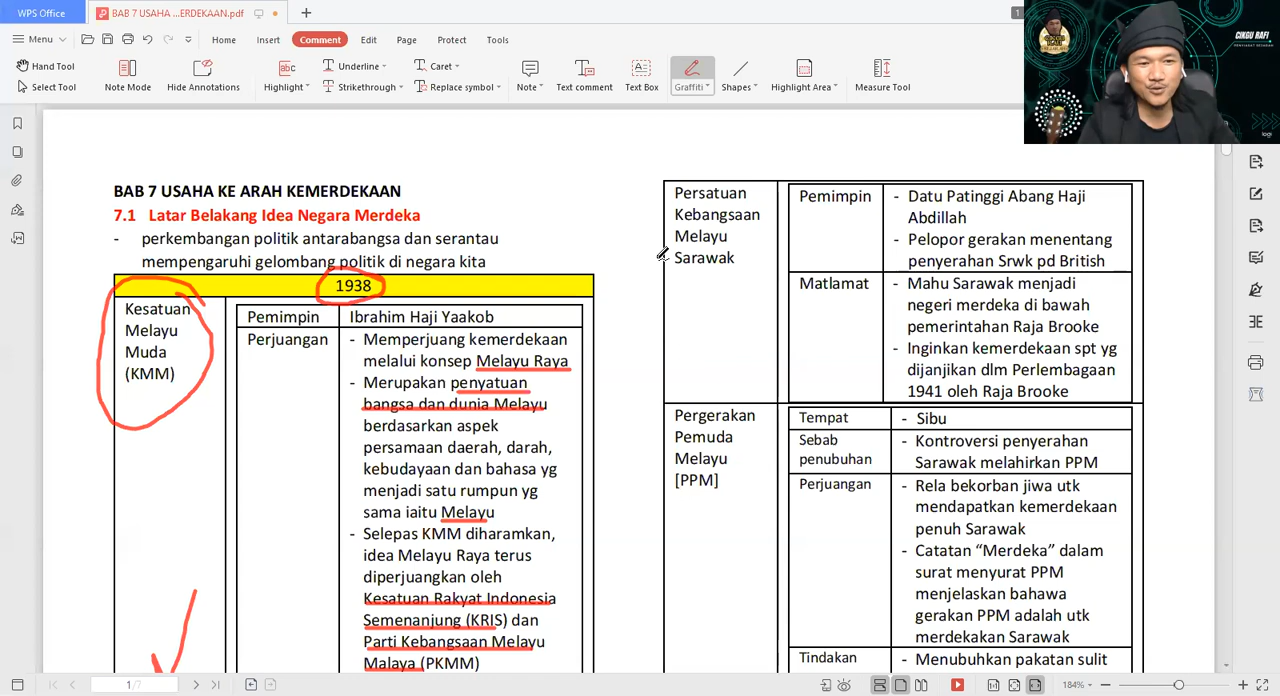 WPS Office
BAB 7 USAHA ...ERDEKAAN.pdf
1
Menu
Home
Insert
Comment
Edit
Page
Protect
Tools
Hand Tool
Select Tool
Note Mode
Hide Annotations
Highlight
Underline
Strikethrough
Caret
Replace symbol
Note
Text comment
Text Box
Graffiti
Shapes
Highlight Area
Measure Tool
CIKGU RAFI
logi
BAB 7 USAHA KE ARAH KEMERDEKAAN
7.1 Latar Belakang Idea Negara Merdeka
- perkembangan politik antarabangsa dan serantau
mempengaruhi gelombang politik di negara kita
1938
Kesatuan
Melayu
Muda
(KMM)
Pemimpin
Ibrahim Haji Yaakob
Perjuangan
- Memperjuang kemerdekaan
melalui konsep Melayu Raya
- Merupakan penyatuan
bangsa dan dunia Melayu
berdasarkan aspek
persamaan daerah, darah,
kebudayaan dan bahasa yg
menjadi satu rumpun yg
sama iaitu Melayu
- Selepas KMM diharamkan,
idea Melayu Raya terus
diperjuangkan oleh
Kesatuan Rakyat Indonesia
Semenanjung (KRIS) dan
Parti Kebangsaan Melayu
Malaya (PKMM)
Persatuan
Kebangsaan
Melayu
Sarawak
Pemimpin
- Datu Patinggi Abang Haji
Abdillah
- Pelopor gerakan menentang
penyerahan Srwk pd British
Matlamat
- Mahu Sarawak menjadi
negeri merdeka di bawah
pemerintahan Raja Brooke
- Inginkan kemerdekaan spt yg
dijanjikan dlm Perlembagaan
1941 oleh Raja Brooke
Pergerakan
Pemuda
Melayu
[PPM]
Tempat
- Sibu
Sebab
penubuhan
- Kontroversi penyerahan
Sarawak melahirkan PPM
Perjuangan
- Rela bekorban jiwa utk
mendapatkan kemerdekaan
penuh Sarawak
- Catatan “Merdeka” dalam
surat menyurat PPM
menjelaskan bahawa
gerakan PPM adalah utk
merdekakan Sarawak
Tindakan
- Menubuhkan pakatan sulit
1/7
184%